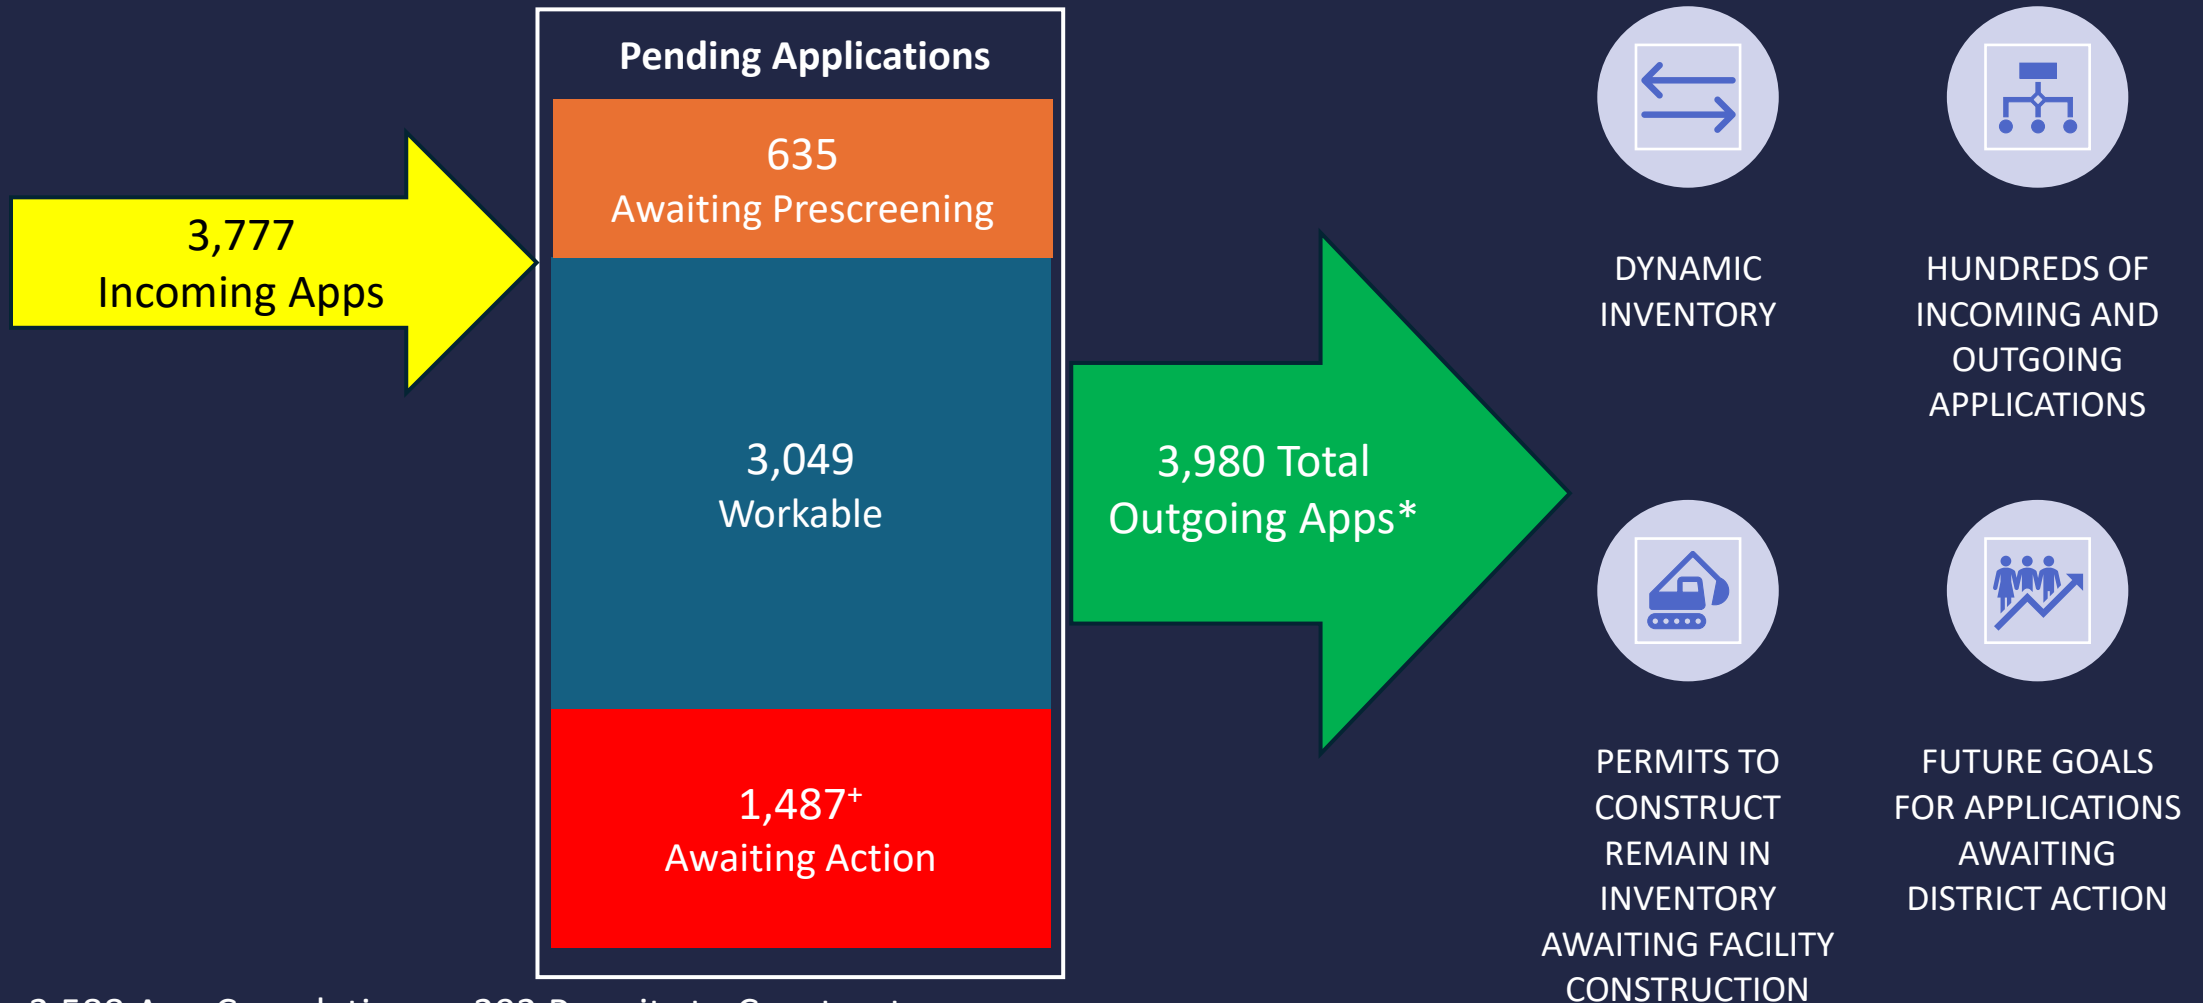 Pending Applications
635
Awaiting Prescreening
3,777
Incoming Apps
3,049
Workable
1,487+
Awaiting Action
3,980 Total
Outgoing Apps*
DYNAMIC
INVENTORY
HUNDREDS OF
INCOMING AND
OUTGOING
APPLICATIONS
PERMITS TO
CONSTRUCT
REMAIN IN
INVENTORY
AWAITING FACILITY
CONSTRUCTION
FUTURE GOALS
FOR APPLICATIONS
AWAITING
DISTRICT ACTION